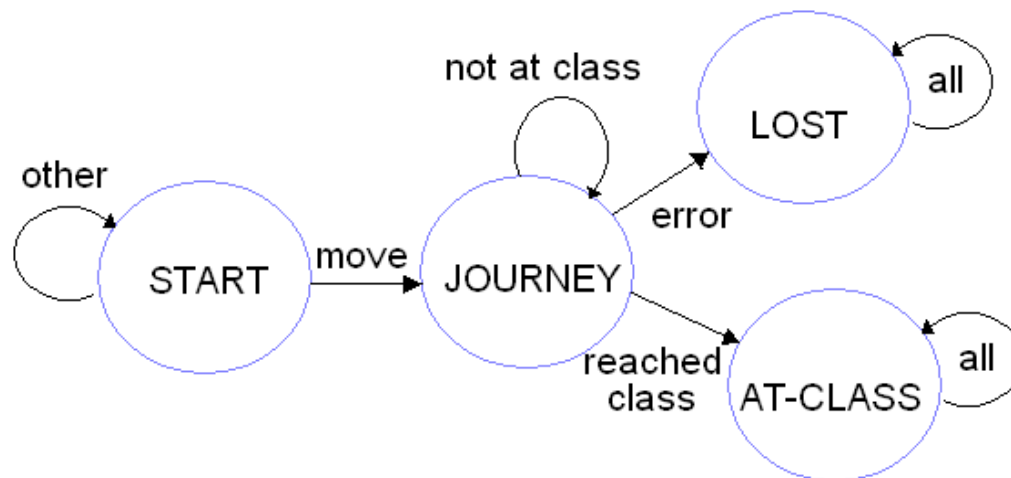 not at class
all
LOST
other
error
move
START
JOURNEY
reached
class
all
AT-CLASS